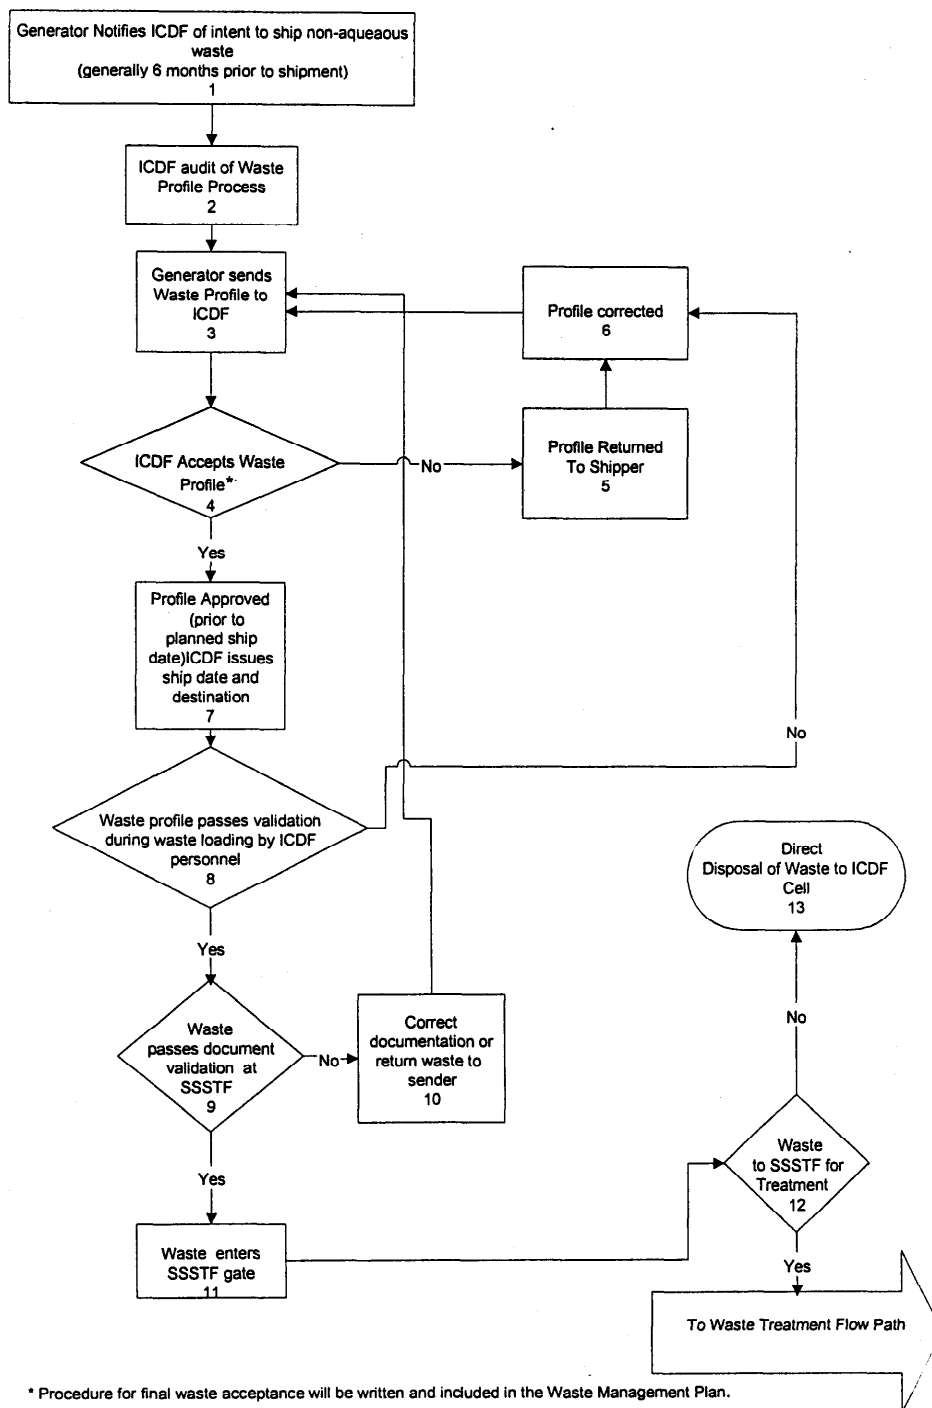 Generator Notifies ICDF of intent to ship non-aqueaous
waste
(generally 6 months prior to shipment)
1
ICDF audit of Waste
Profile Process
2
Generator sends
Waste Profile to
ICDF
3
Profile corrected
6
ICDF Accepts Waste
Profile*
4
No
Profile Returned
To Shipper
5
Yes
Profile Approved
(prior to
planned ship
date)ICDF issues
ship date and
destination
7
No
Waste profile passes validation
during waste loading by ICDF
personnel
8
Direct
Disposal of Waste to ICDF
Cell
13
Yes
Waste
passes document
validation at
SSSTF
9
No
Correct
documentation or
return waste to
sender
10
No
Waste
to SSSTF for
Treatment
12
Yes
Waste enters
SSSTF gate
11
Yes
To Waste Treatment Flow Path
* Procedure for final waste acceptance will be written and included in the Waste Management Plan.